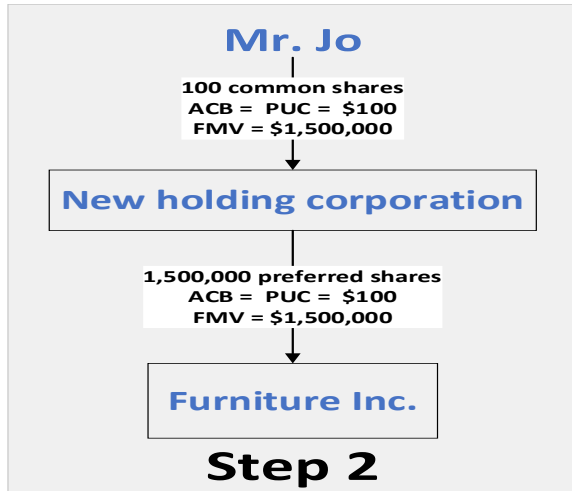 Mr. Jo
100 common shares
ACB = PUC = $100
FMV = $1,500,000
New holding corporation
1,500,000 preferred shares
ACB = PUC = $100
FMV = $1,500,000
Furniture Inc.
Step 2